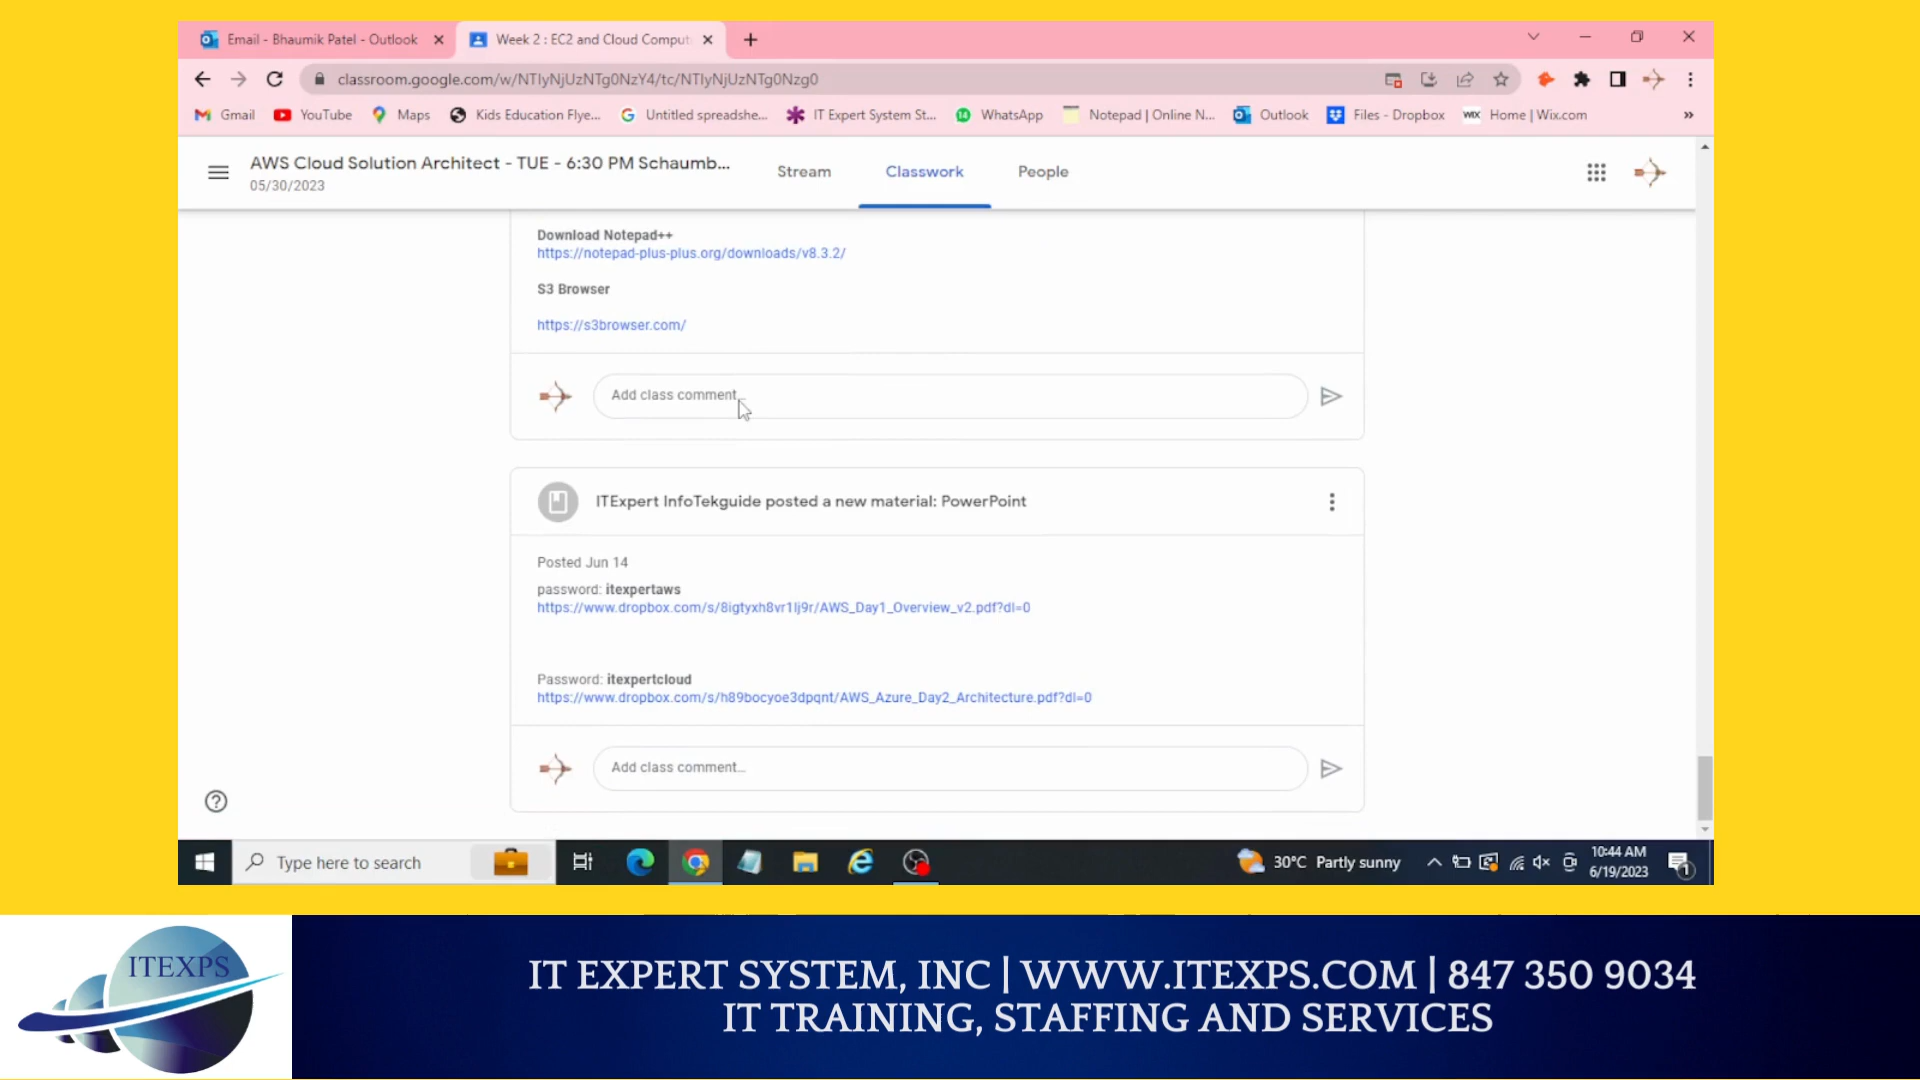 Email - Bhaumik Patel - Outlook
Week 2 : EC2 and Cloud Comput
classroom.google.com/w/NTIyNjUzNTg0NzY4/tc/NTIyNjUzNTg0Nzg0
Gmail
YouTube
Maps
Kids Education Flye...
Untitled spreadshe...
IT Expert System St...
WhatsApp
Notepad | Online N...
Outlook
Files - Dropbox
WIX Home | Wix.com
»
AWS Cloud Solution Architect - TUE - 6:30 PM Schaumb...
05/30/2023
Stream
Classwork
People
Download Notepad++
https://notepad-plus-plus.org/downloads/v8.3.2/
S3 Browser
https://s3browser.com/
Add class comment...
ITExpert InfoTekguide posted a new material: PowerPoint
Posted Jun 14
password: itexpertaws
https://www.dropbox.com/s/8igtyxh8vr1lj9r/AWS_Day1_Overview_v2.pdf?dl=0
Password: itexpertcloud
https://www.dropbox.com/s/h89bocyoe3dpqnt/AWS_Azure_Day2_Architecture.pdf?dl=0
Add class comment...
Type here to search
30°C Partly sunny
10:44 AM
6/19/2023
1
ITEXPS
IT EXPERT SYSTEM, INC | WWW.ITEXPS.COM | 847 350 9034
IT TRAINING, STAFFING AND SERVICES